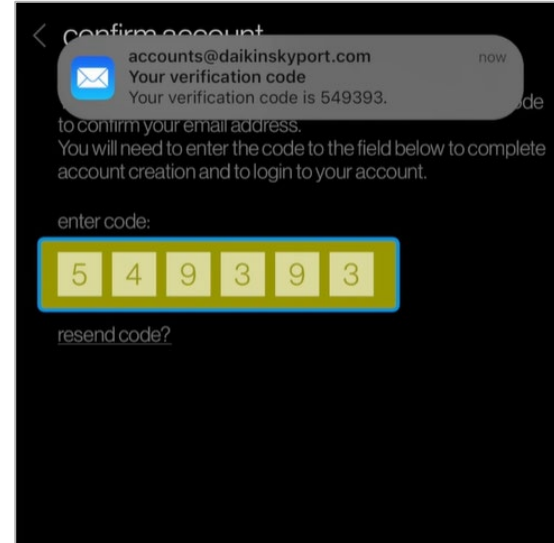 confirm account
accounts@daikinskyport.com now
Your verification code
Your verification code is 549393.
to confirm your email address.
You will need to enter the code to the field below to complete
account creation and to login to your account.
enter code:
5 4 9 3 9 3
resend code?